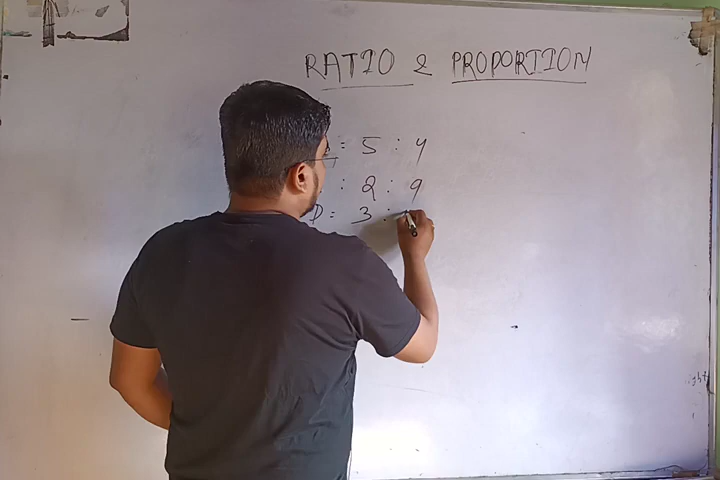 RATIO & PROPORTION
= 5 : 4
: 2 : 9
D = 3 :